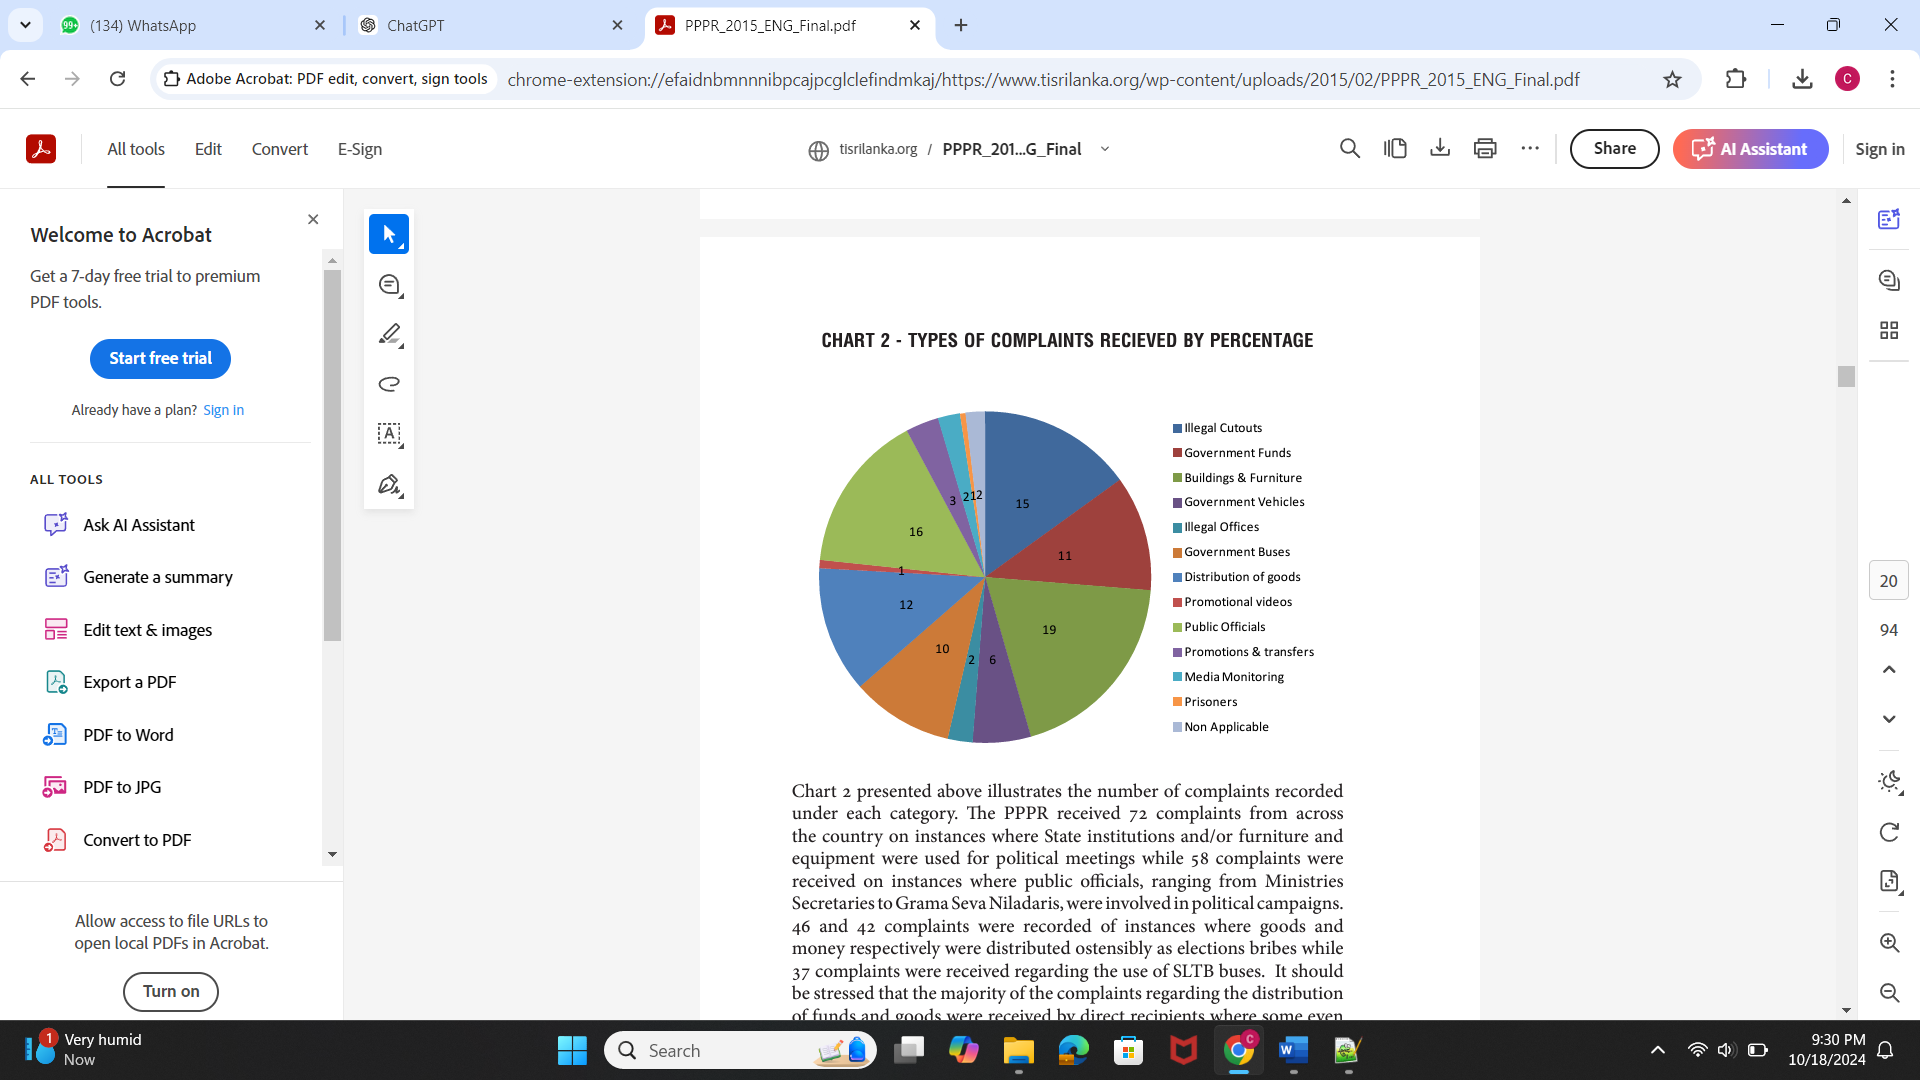 99+ (134) WhatsApp
ChatGPT
PPPR_2015_ENG_Final.pdf
Adobe Acrobat: PDF edit, convert, sign tools
chrome-extension://efaidnbmnnnibpcajpcglclefindmkaj/https://www.tisrilanka.org/wp-content/uploads/2015/02/PPPR_2015_ENG_Final.pdf
C
All tools
Edit
Convert
E-Sign
tisrilanka.org / PPPR_201...G_Final
Share
AI Assistant
Sign in
Welcome to Acrobat
Get a 7-day free trial to premium
PDF tools.
Start free trial
Already have a plan? Sign in
ALL TOOLS
Ask AI Assistant
Generate a summary
Edit text & images
Export a PDF
PDF to Word
PDF to JPG
Convert to PDF
Allow access to file URLs to
open local PDFs in Acrobat.
Turn on
CHART 2 - TYPES OF COMPLAINTS RECIEVED BY PERCENTAGE
15
11
19
6
2
10
12
1
16
3
2
1
2
Illegal Cutouts
Government Funds
Buildings & Furniture
Government Vehicles
Illegal Offices
Government Buses
Distribution of goods
Promotional videos
Public Officials
Promotions & transfers
Media Monitoring
Prisoners
Non Applicable
Chart 2 presented above illustrates the number of complaints recorded
under each category. The PPPR received 72 complaints from across
the country on instances where State institutions and/or furniture and
equipment were used for political meetings while 58 complaints were
received on instances where public officials, ranging from Ministries
Secretaries to Grama Seva Niladaris, were involved in political campaigns.
46 and 42 complaints were recorded of instances where goods and
money respectively were distributed ostensibly as elections bribes while
37 complaints were received regarding the use of SLTB buses. It should
be stressed that the majority of the complaints regarding the distribution
of funds and goods were received by direct recipients where some even
20
94
1
Very humid
Now
Search
C
9:30 PM
10/18/2024